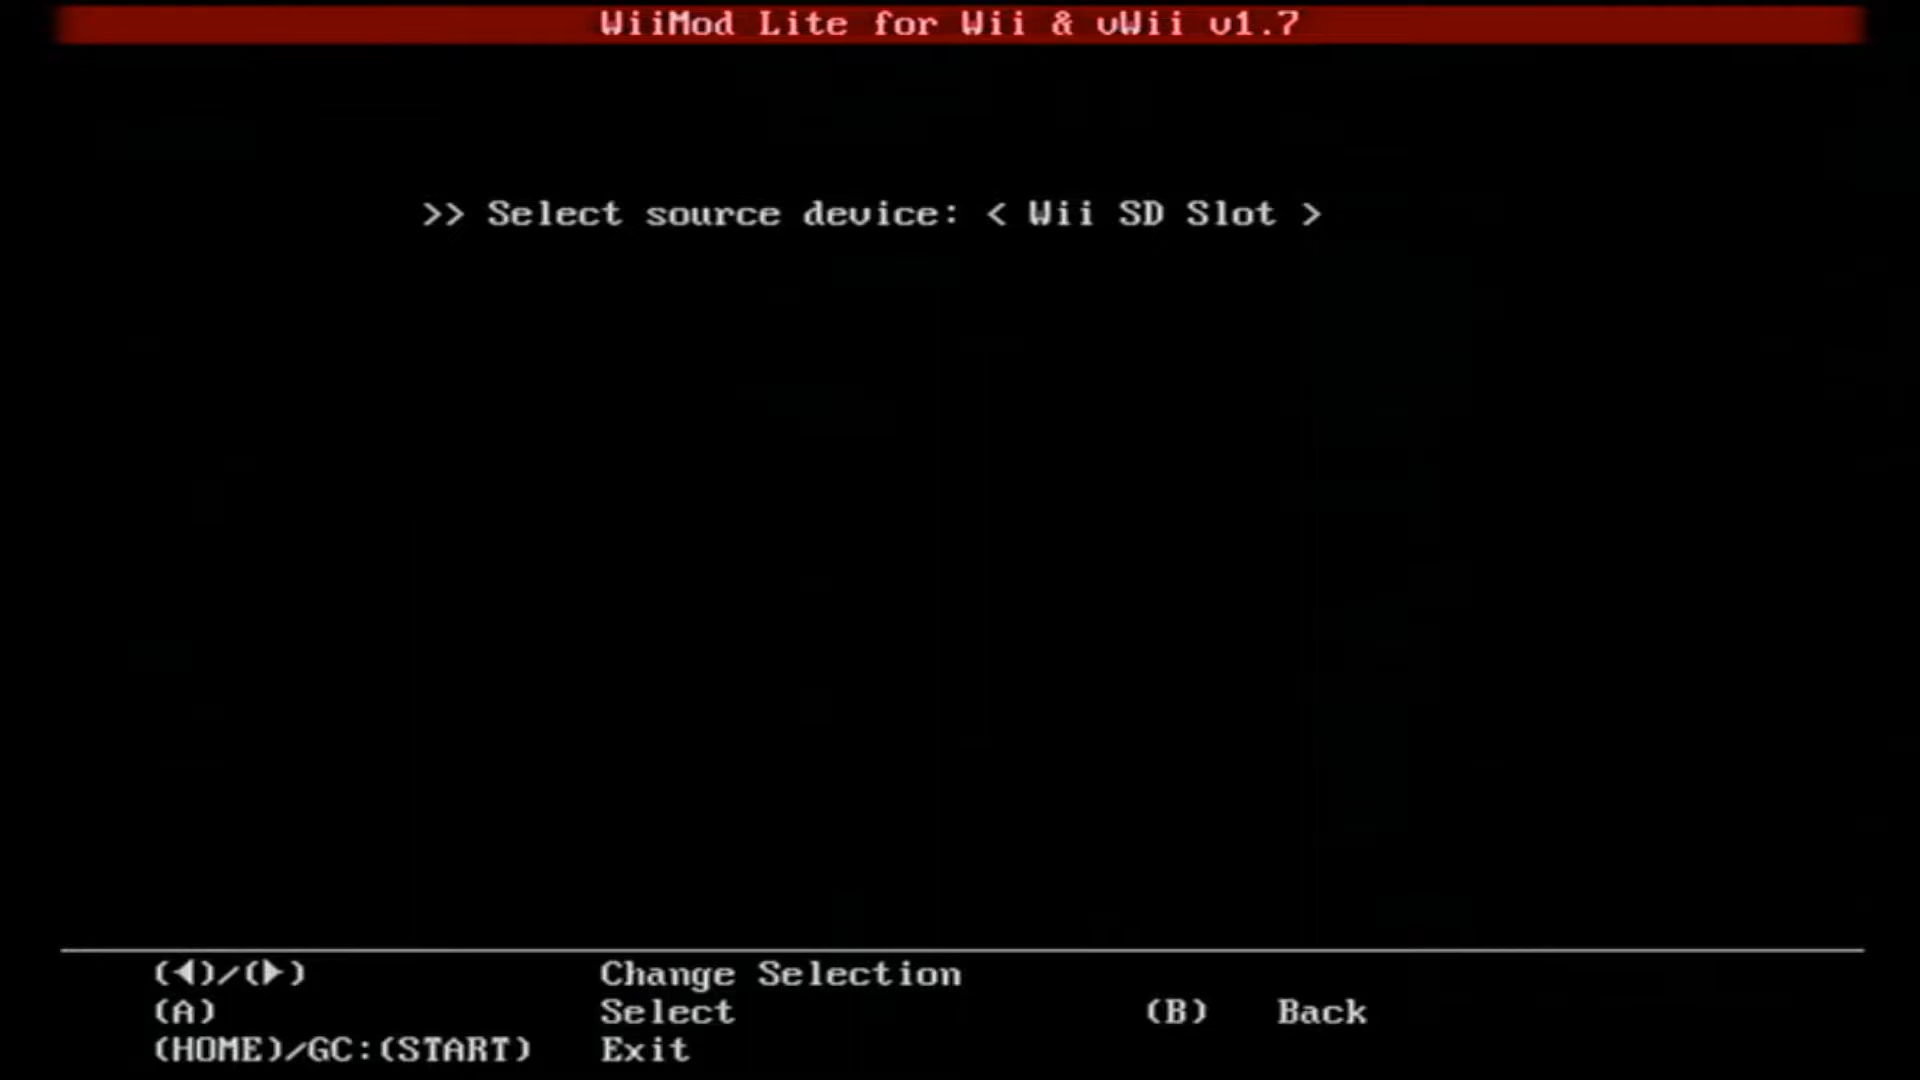 WiiMod Lite for Wii & vWii v1.7
>> Select source device: < Wii SD Slot >
(◀)/(▶) Change Selection
(A) Select (B) Back
(HOME)/GC:(START) Exit